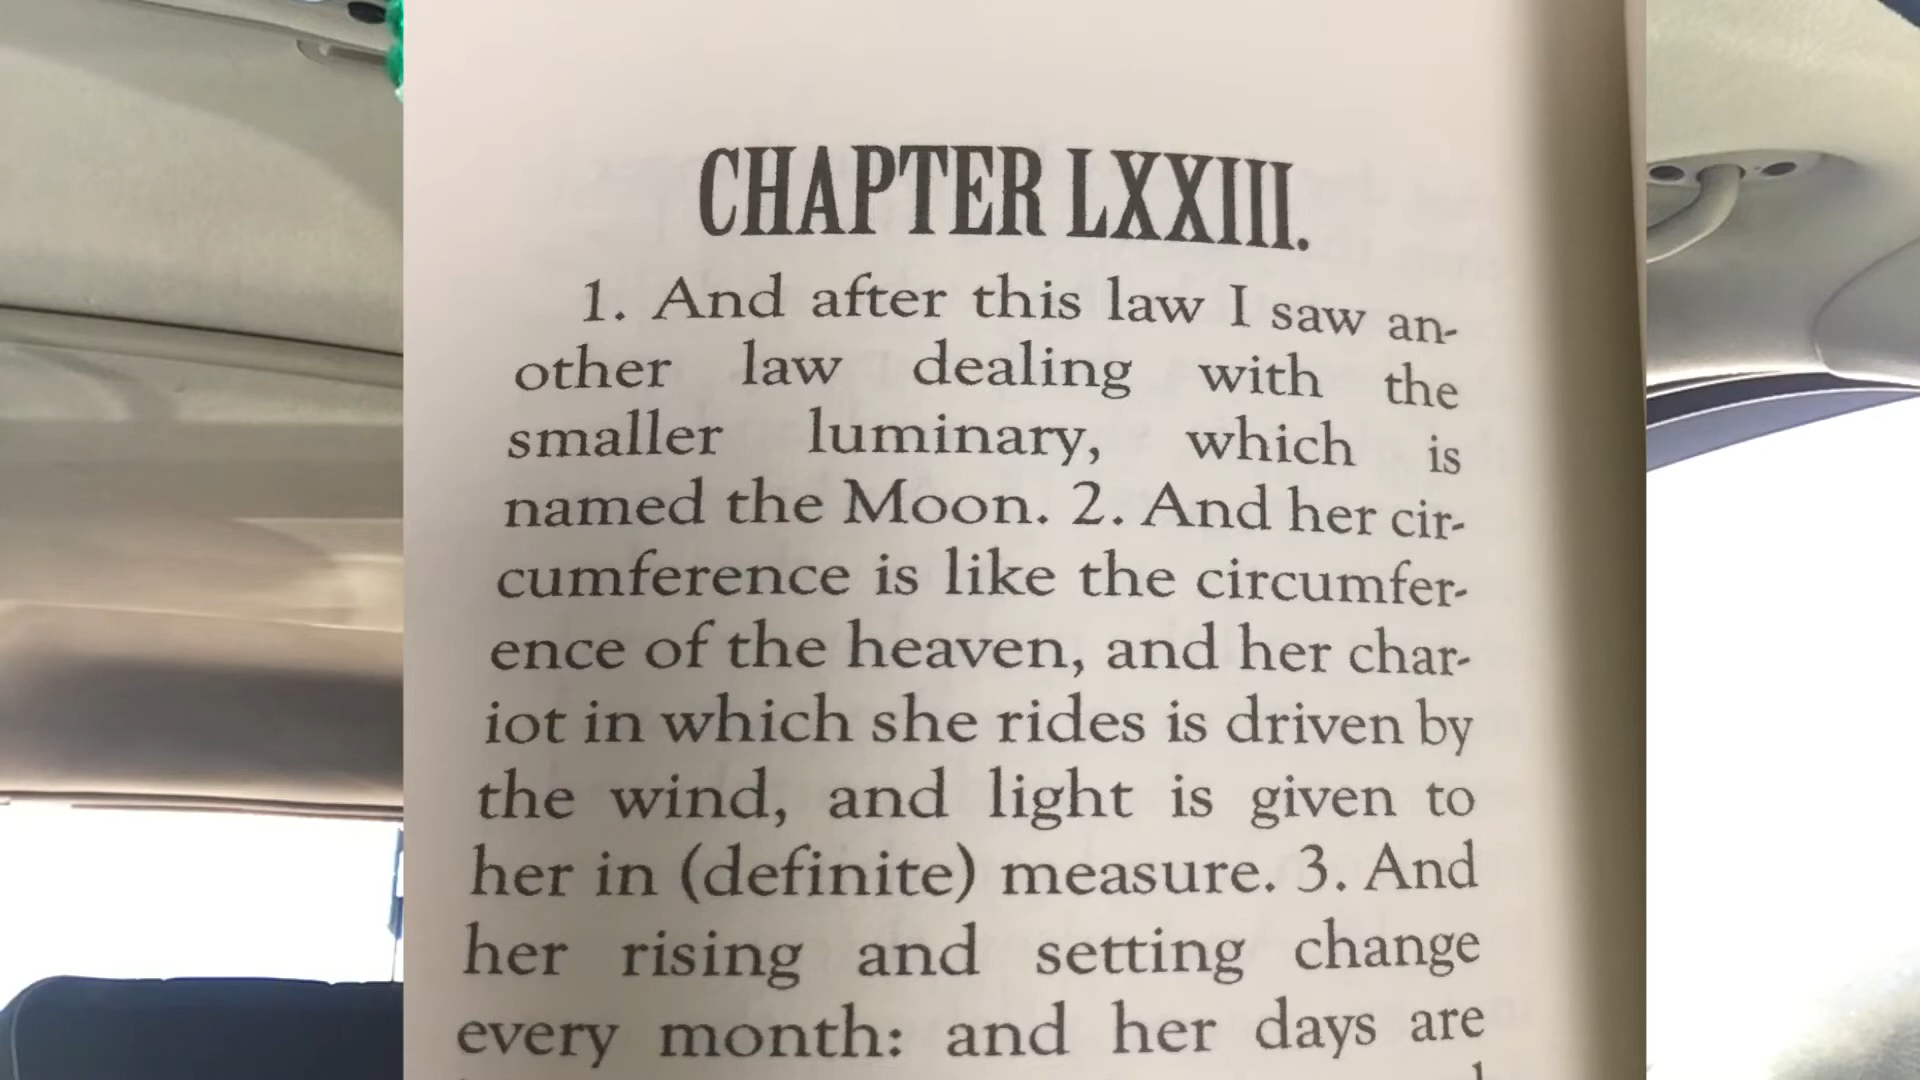 CHAPTER LXXIII.
1. And after this law I saw an-
other law dealing with the
smaller luminary, which is
named the Moon. 2. And her cir-
cumference is like the circumfer-
ence of the heaven, and her char-
iot in which she rides is driven by
the wind, and light is given to
her in (definite) measure. 3. And
her rising and setting change
every month: and her days are